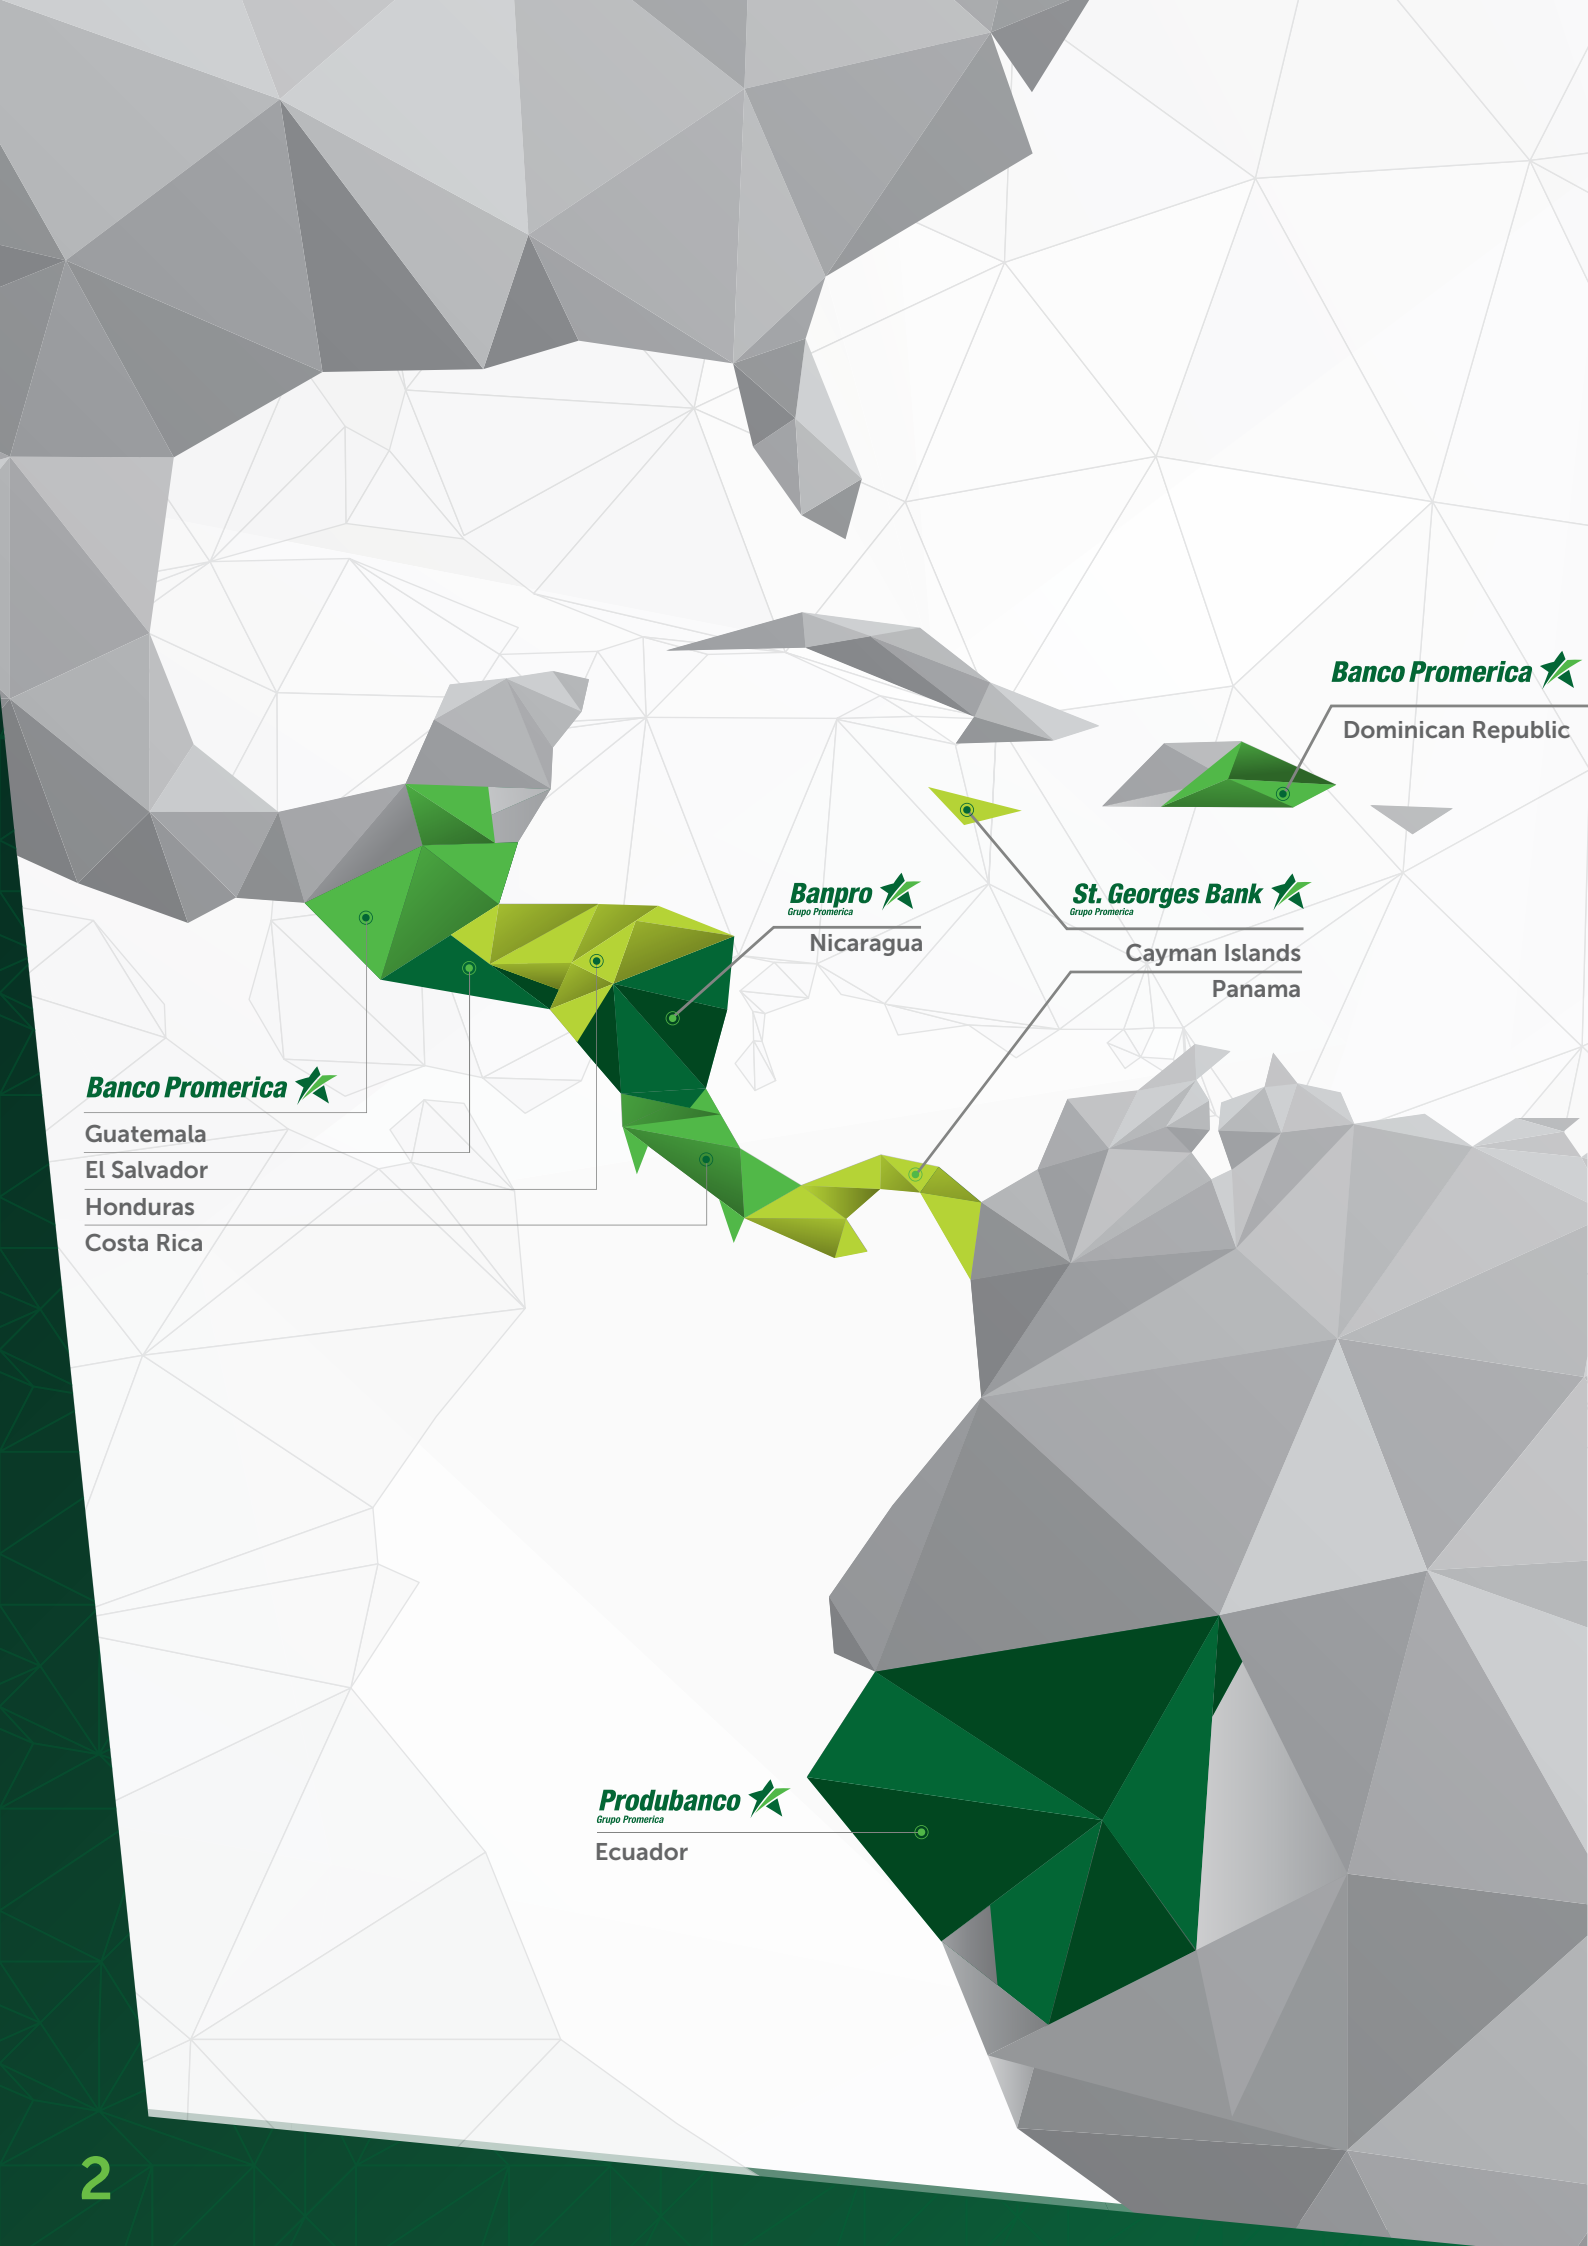 Banco Promerica
Dominican Republic
Banpro
Grupo Promerica
Nicaragua
St. Georges Bank
Grupo Promerica
Cayman Islands
Panama
Banco Promerica
Guatemala
El Salvador
Honduras
Costa Rica
Produbanco
Grupo Promerica
Ecuador
2